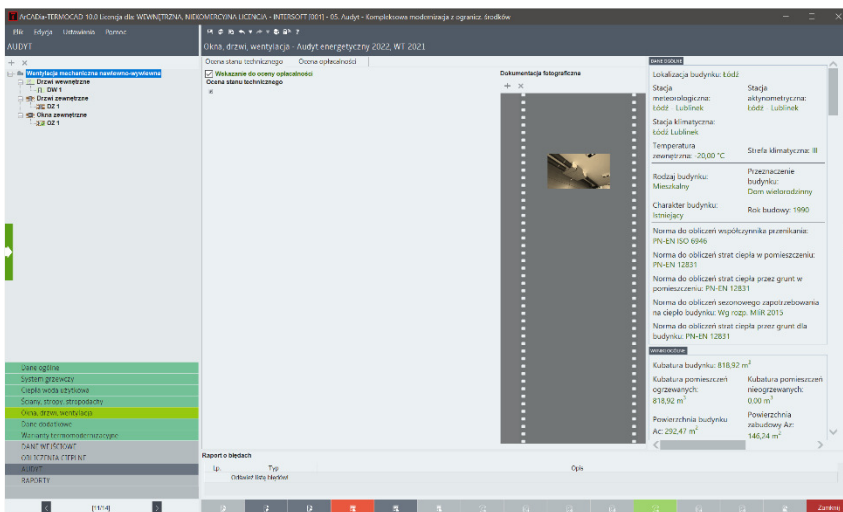 ArCADia-TERMOCAD 10.0 Licencja dla: WEWNĘTRZNA, NIEKOMERCYJNA LICENCJA - INTERSOFT [001] - 05. Audyt - Kompleksowa modernizacja z ogranicz. środków
Plik Edycja Ustawienia Pomoc
AUDYT
Okna, drzwi, wentylacja - Audyt energetyczny 2022, WT 2021
Wentylacja mechaniczna nawiewno-wywiewna
Drzwi wewnętrzne
DW 1
Drzwi zewnętrzne
DZ 1
Okna zewnętrzne
OZ 1
Dane ogólne
System grzewczy
Ciepła woda użytkowa
Ściany, stropy, stropodachy
Okna, drzwi, wentylacja
Dane dodatkowe
Warianty termomodernizacyjne
DANE WEJŚCIOWE
OBLICZENIA CIEPLNE
AUDYT
RAPORTY
[11/14]
Ocena stanu technicznego Ocena opłacalności
Wskazanie do oceny opłacalności
Ocena stanu technicznego
Dokumentacja fotograficzna
Raport o błędach
Lp. Typ Opis
Odśwież listę błędów!
DANE OGÓLNE
Lokalizacja budynku: Łódź
Stacja meteorologiczna: Łódź - Lublinek
Stacja aktynometryczna: Łódź - Lublinek
Stacja klimatyczna:
Łódź Lublinek
Temperatura zewnętrzna: -20,00 °C
Strefa klimatyczna: III
Rodzaj budynku:
Mieszkalny
Przeznaczenie budynku:
Dom wielorodzinny
Charakter budynku:
Istniejący
Rok budowy: 1990
Norma do obliczeń współczynnika przenikania:
PN-EN ISO 6946
Norma do obliczeń strat ciepła w pomieszczeniu:
PN-EN 12831
Norma do obliczeń strat ciepła przez grunt w
pomieszczeniu: PN-EN 12831
Norma do obliczeń sezonowego zapotrzebowania
na ciepło budynku: Wg rozp. MIiR 2015
Norma do obliczeń strat ciepła przez grunt dla
budynku: PN-EN 12831
WYNIKI OGÓLNE
Kubatura budynku: 818,92 m³
Kubatura pomieszczeń ogrzewanych:
818,92 m³
Kubatura pomieszczeń nieogrzewanych:
0,00 m³
Powierzchnia budynku
Ac: 292,47 m²
Powierzchnia zabudowy Az:
146,24 m²
Zamknij